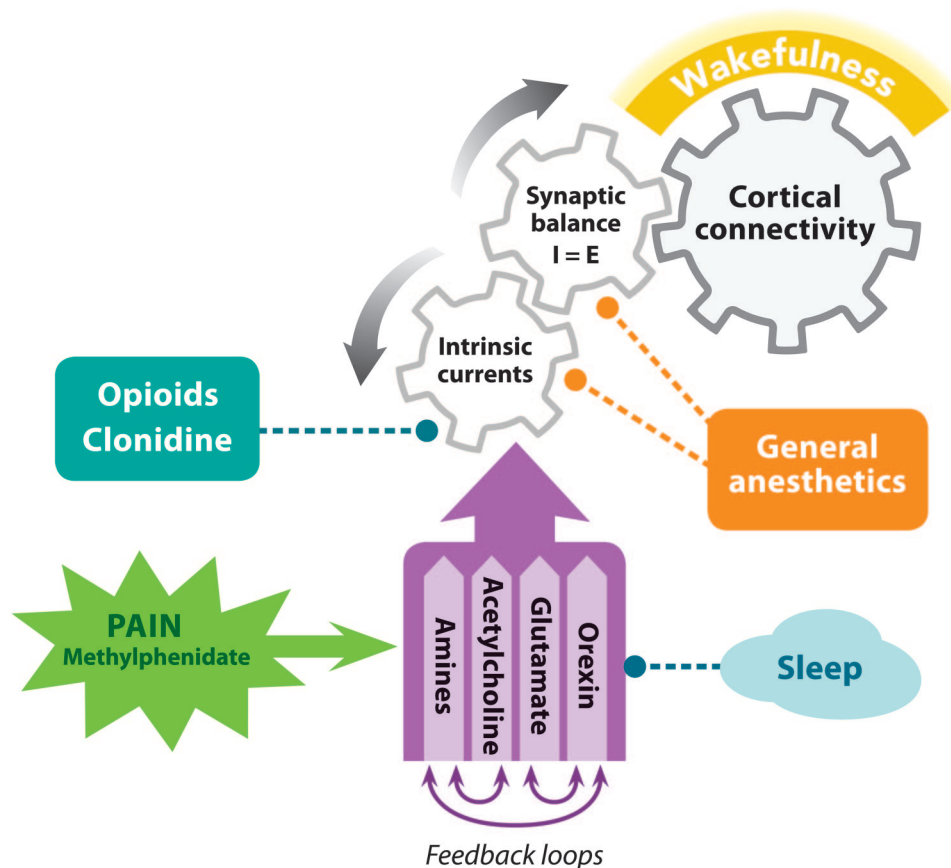 Wakefulness
Synaptic
balance
I = E
Cortical
connectivity
Intrinsic
currents
Opioids
Clonidine
General
anesthetics
PAIN
Methylphenidate
Amines
Acetylcholine
Glutamate
Orexin
Sleep
Feedback loops